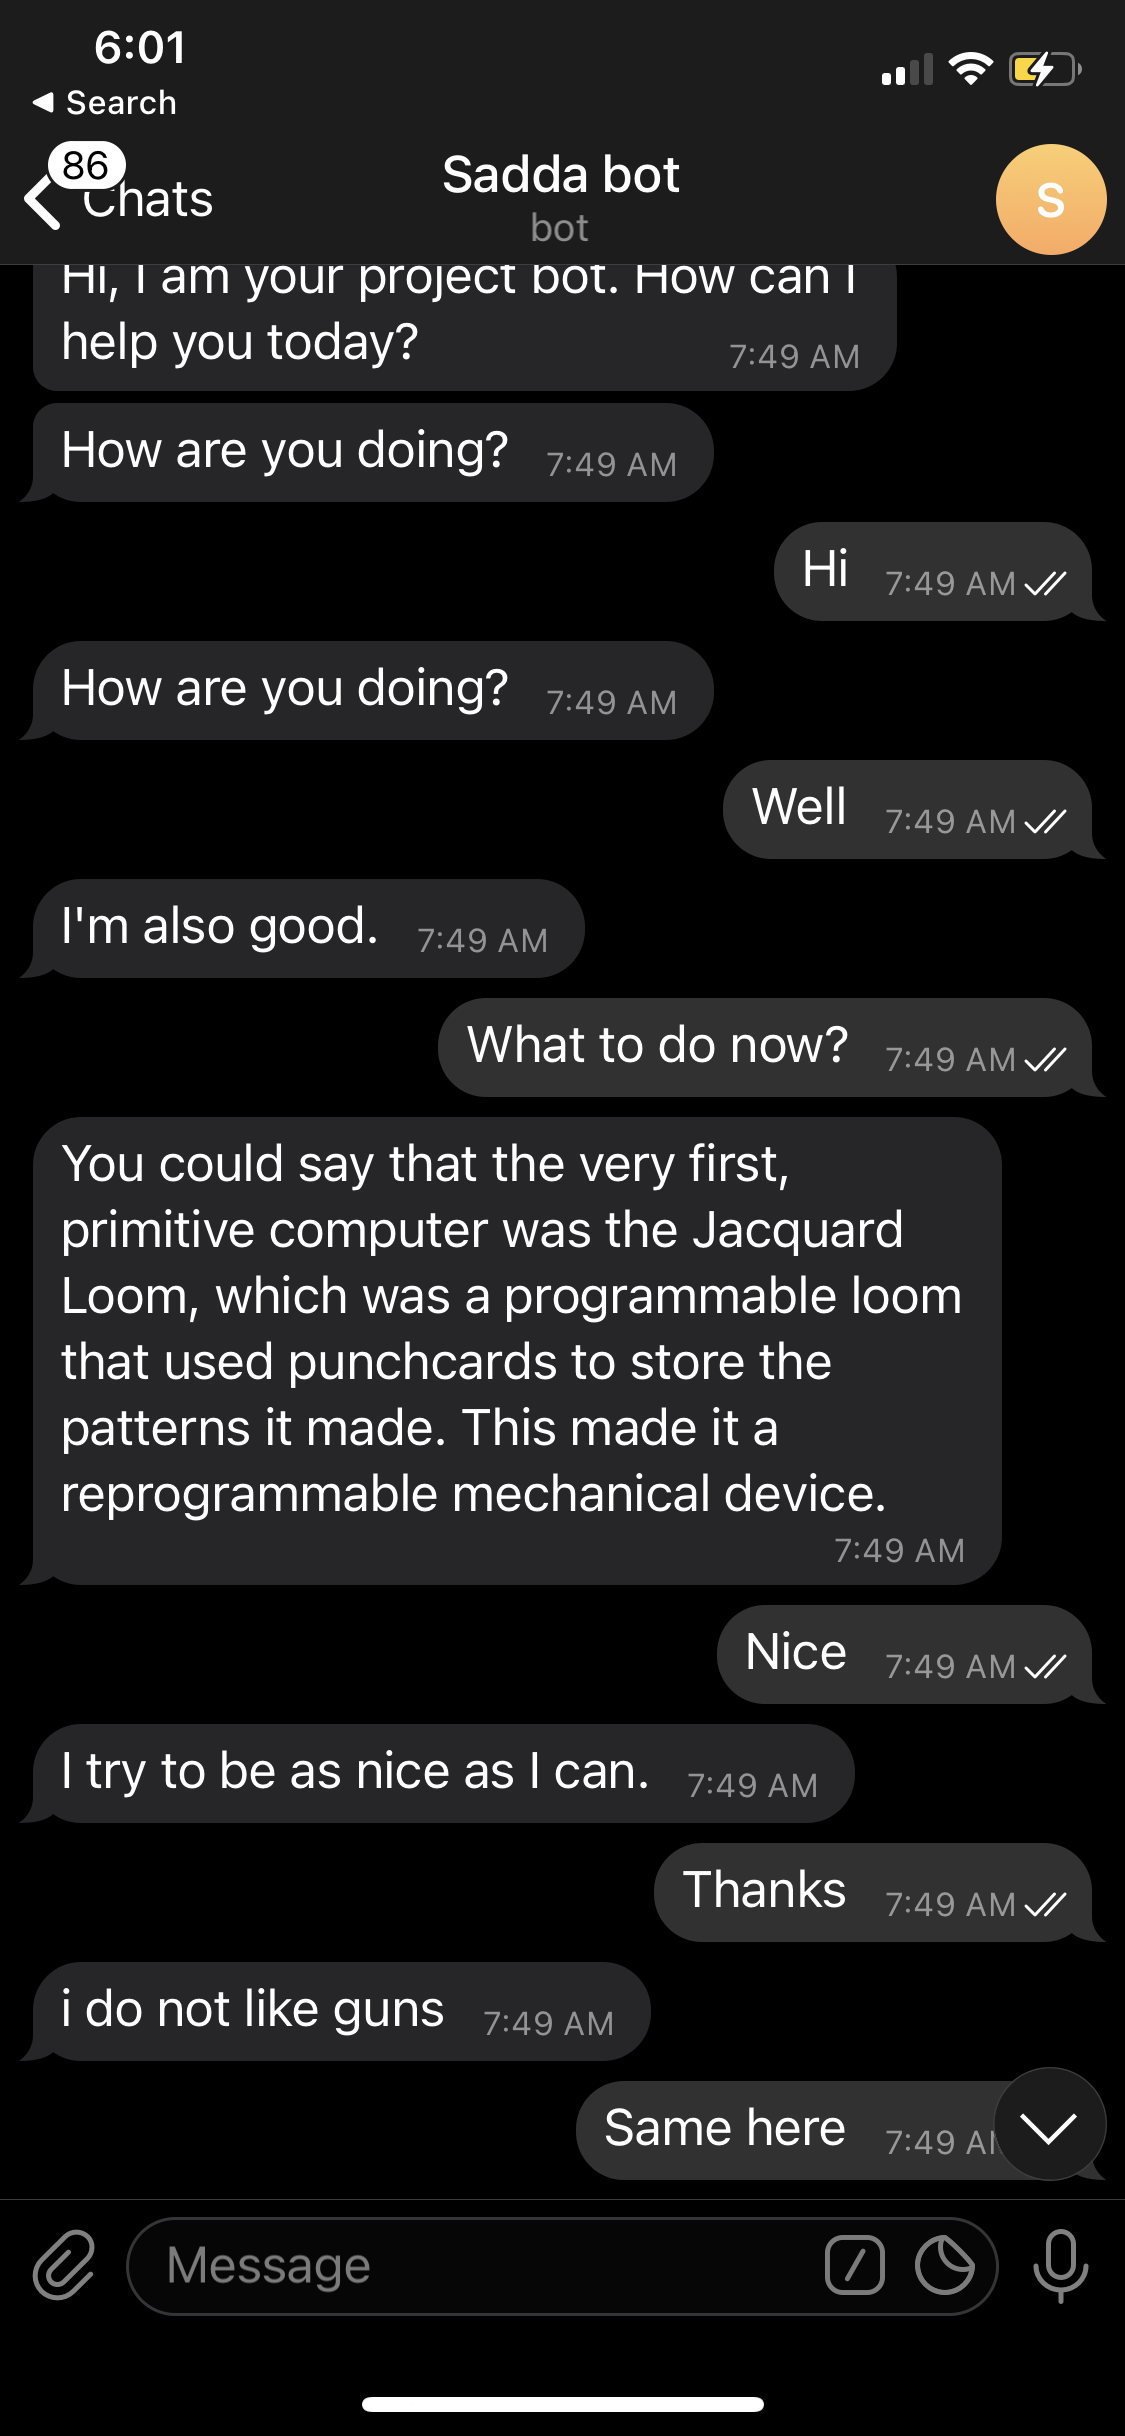 6:01
Search
86
Chats
Sadda bot
bot
S
Hi, I am your project bot. How can I
help you today?
7:49 AM
How are you doing? 7:49 AM
Hi 7:49 AM
How are you doing? 7:49 AM
Well 7:49 AM
I'm also good. 7:49 AM
What to do now? 7:49 AM
You could say that the very first,
primitive computer was the Jacquard
Loom, which was a programmable loom
that used punchcards to store the
patterns it made. This made it a
reprogrammable mechanical device.
7:49 AM
Nice 7:49 AM
I try to be as nice as I can. 7:49 AM
Thanks 7:49 AM
i do not like guns 7:49 AM
Same here 7:49 A
Message